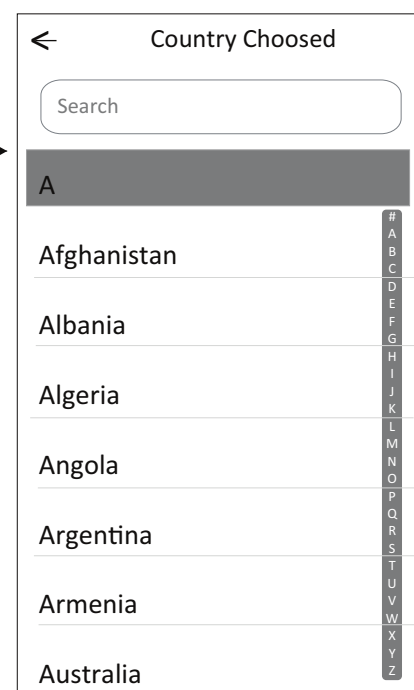 Country Choosed
Search
A
Afghanistan
Albania
Algeria
Angola
Argentina
Armenia
Australia
#
A
B
C
D
E
F
G
H
I
J
K
L
M
N
O
P
Q
R
S
T
U
V
W
X
Y
Z